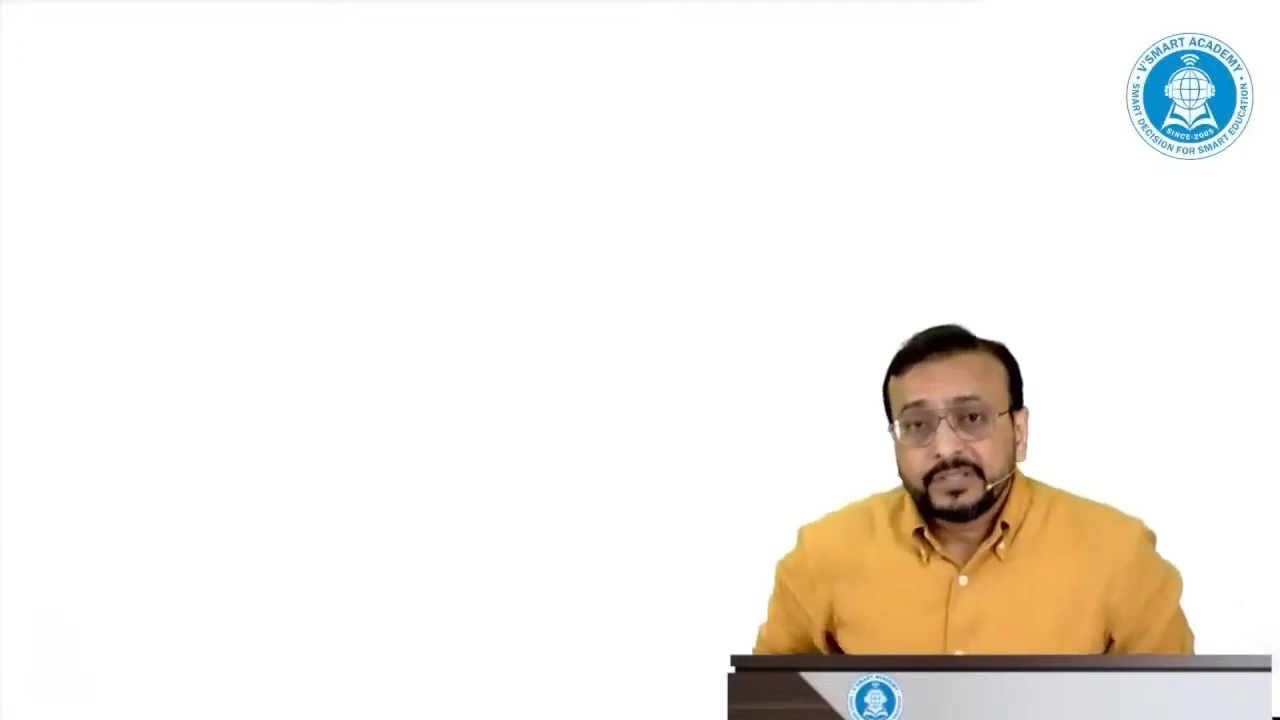 V'SMART ACADEMY
SINCE-2005
SMART DECISION FOR SMART EDUCATION